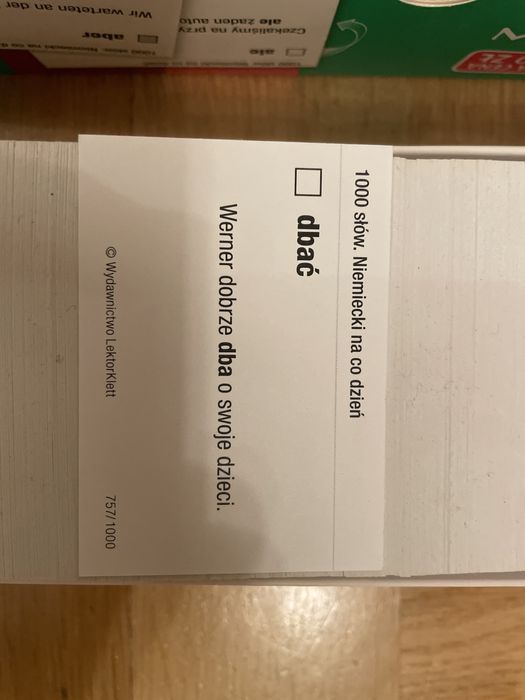 1000 słów. Niemiecki na co dzień
dbać
Werner dobrze dba o swoje dzieci.
© Wydawnictwo LektorKlett
757/1000
ale
Czekaliśmy na przy
ale żaden auto
aber
Wir warteten an der